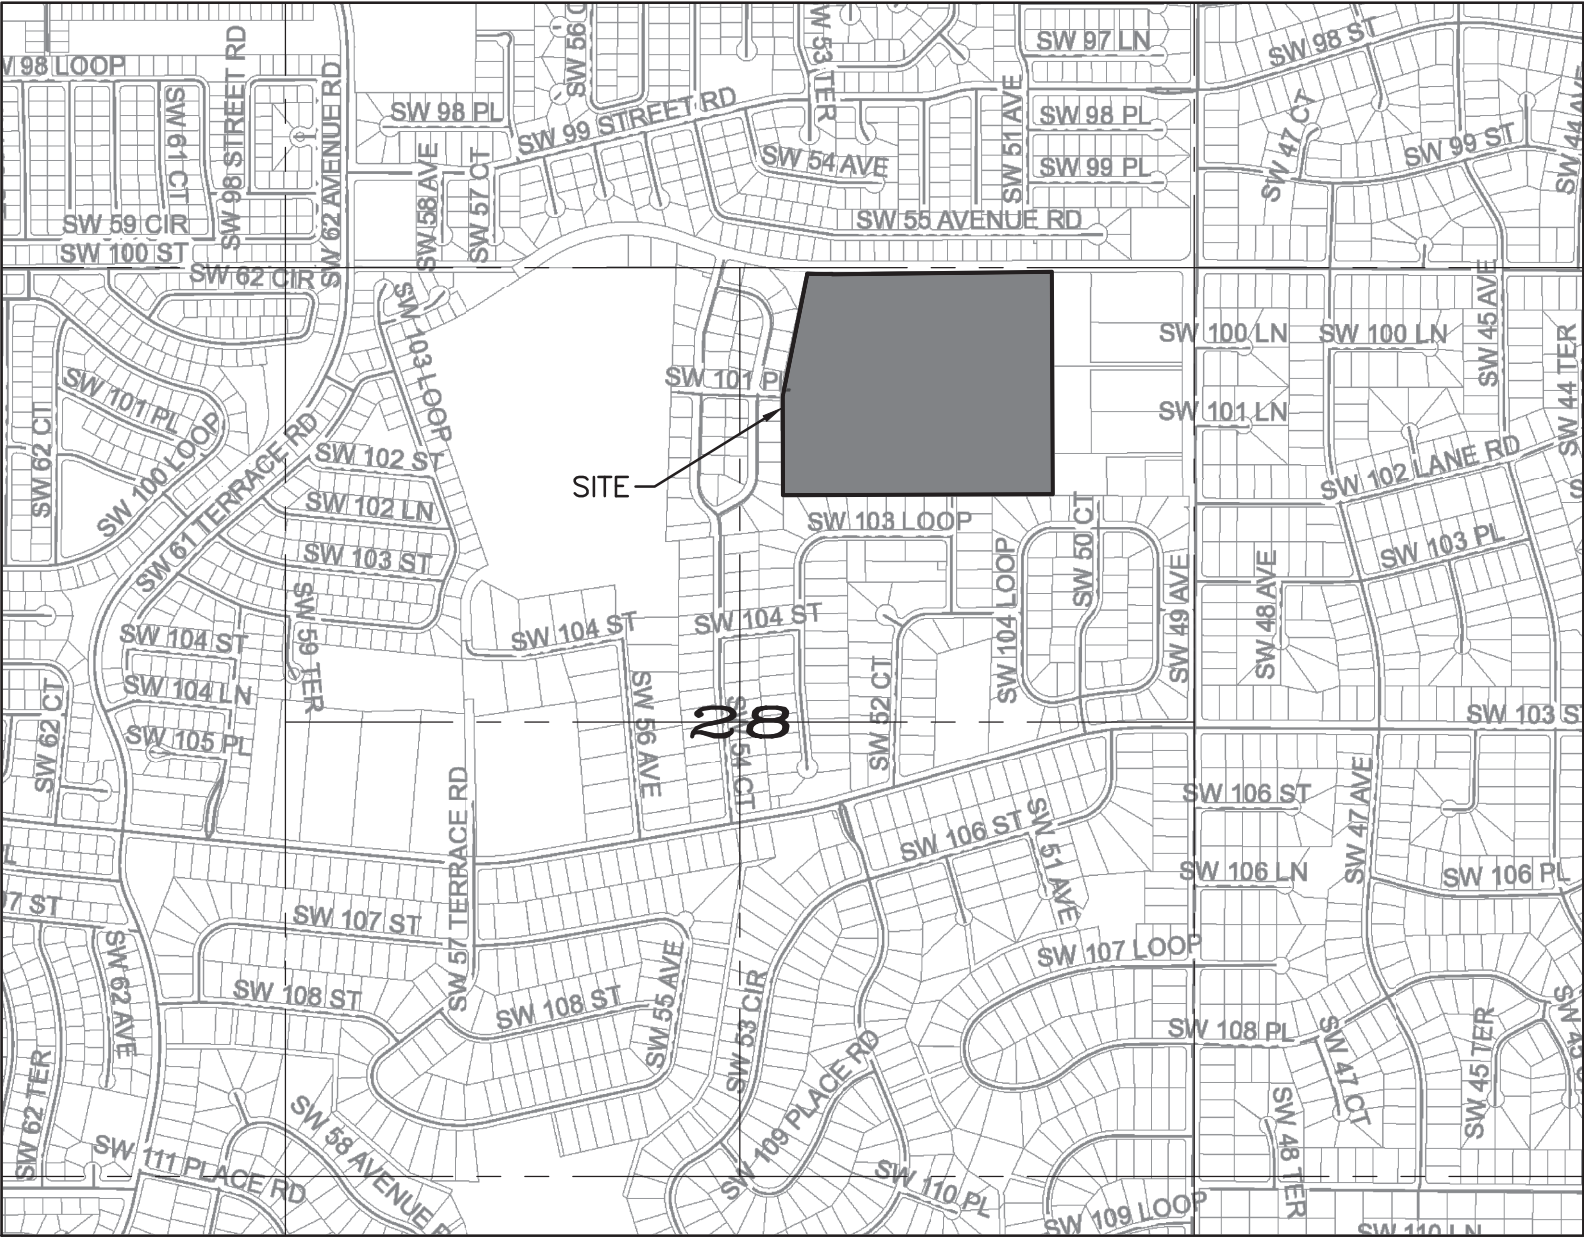 SW 56
SW 53 TER
SW 97 LN
SW 98 ST
W 98 LOOP
SW 61 CT
SW 98 STREET RD
SW 62 AVENUE RD
SW 98 PL
SW 99 STREET RD
SW 51 AVE
SW 98 PL
SW 47 CT
SW 99 ST
SW 44 AVE
SW 58 AVE
SW 57 CT
SW 54 AVE
SW 99 PL
SW 59 CIR
SW 100 ST
SW 55 AVENUE RD
SW 62 CIR
SW 103 LOOP
SW 45 AVE
SW 100 LN
SW 100 LN
SW 44 TER
SW 101 PL
SW 101 PL
SW 62 CT
SW 100 LOOP
SW 61 TERRACE RD
SW 101 LN
SW 102 ST
SW 102 LANE RD
SITE
SW 102 LN
SW 103 LOOP
SW 50 CT
SW 103 ST
SW 103 PL
SW 104 LOOP
SW 49 AVE
SW 48 AVE
SW 59 TER
SW 104 ST
SW 104 ST
SW 104 ST
SW 104 LN
SW 62 CT
SW 56 AVE
SW 54 CT
28
SW 52 CT
SW 103 S
SW 105 PL
SW 57 TERRACE RD
SW 106 ST
SW 47 AVE
SW 106 ST
SW 51 AVE
L
SW 106 LN
SW 106 PL
7 ST
SW 107 ST
SW 62 AVE
SW 55 AVE
SW 53 CIR
SW 107 LOOP
SW 108 ST
SW 108 ST
SW 108 PL
SW 47 CT
SW 45 TER
SW 62 TER
SW 109 PLACE RD
SW 48 TER
SW 58 AVENUE R
SW 111 PLACE RD
SW 110 PL
SW 109 LOOP
SW 110 LN